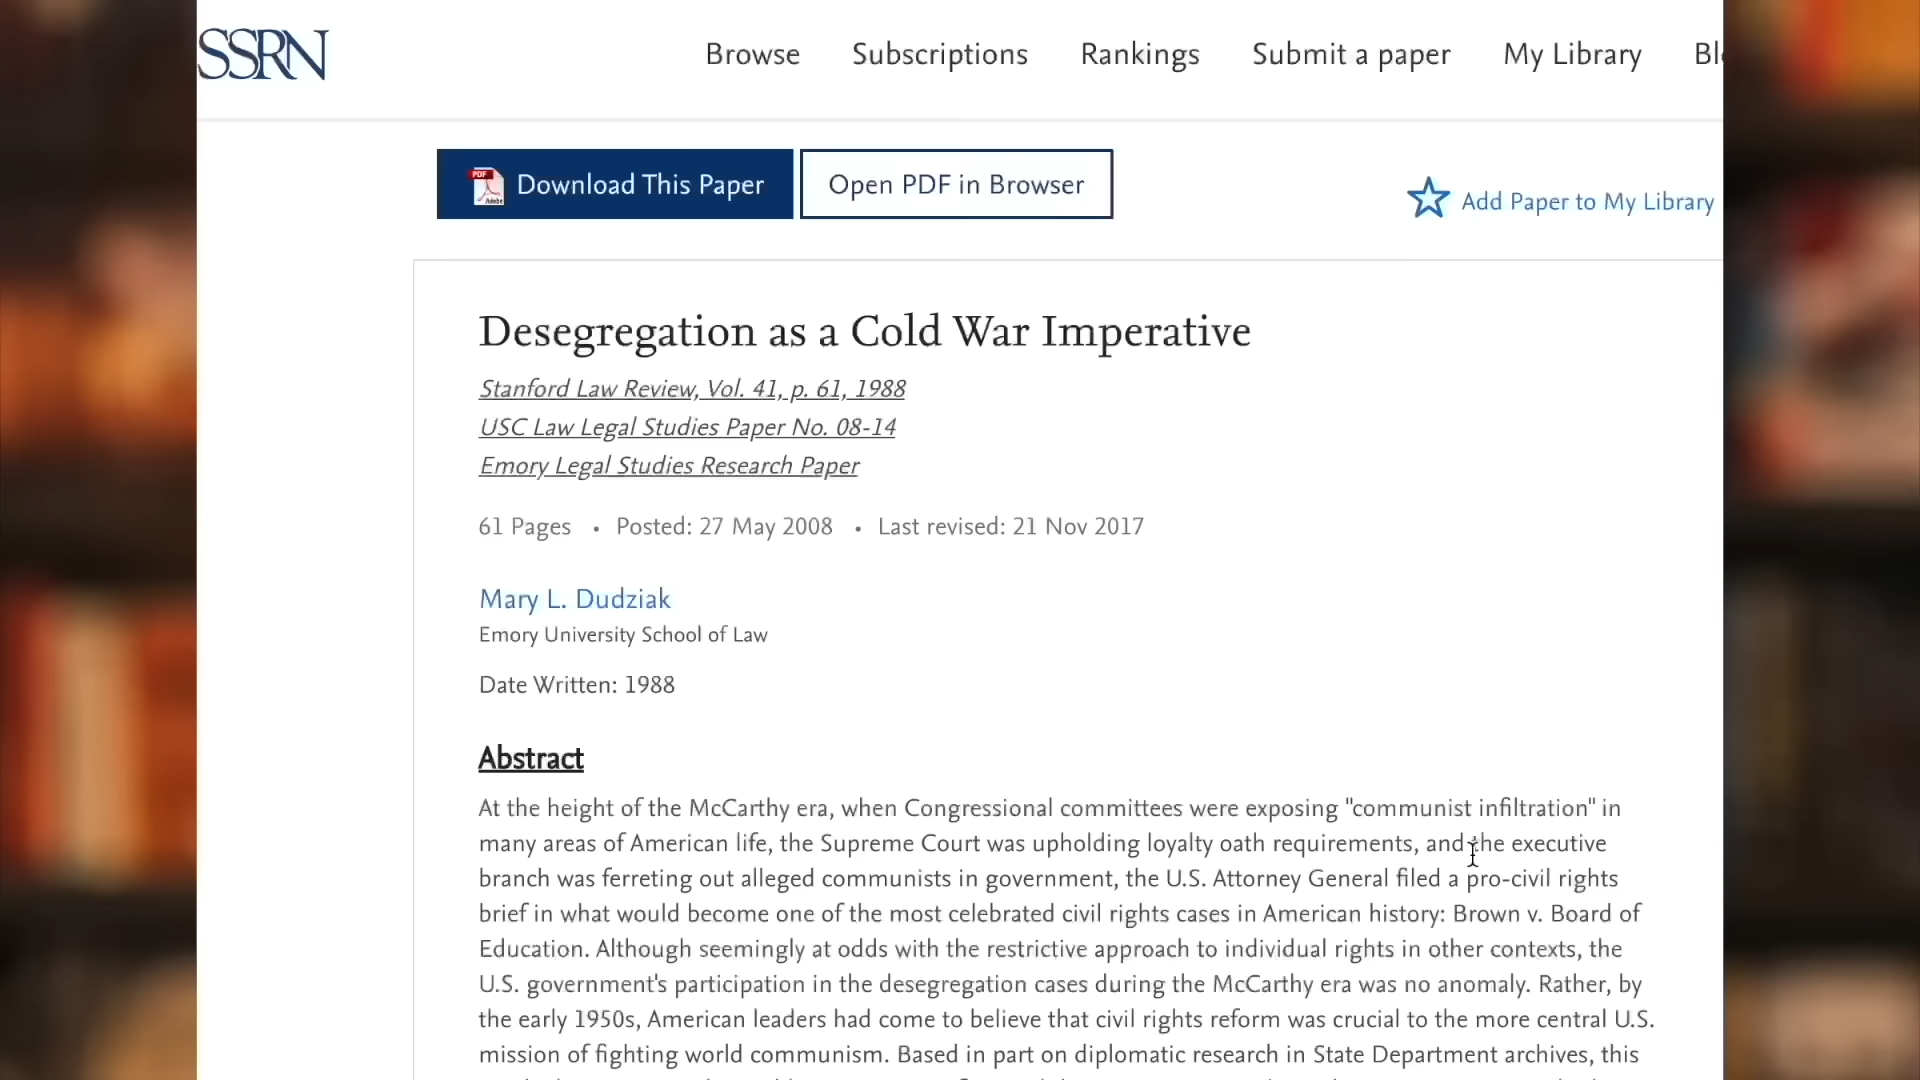 SSRN
Browse Subscriptions Rankings Submit a paper My Library
PDF Adobe Download This Paper Open PDF in Browser
Add Paper to My Library
Desegregation as a Cold War Imperative
Stanford Law Review, Vol. 41, p. 61, 1988
USC Law Legal Studies Paper No. 08-14
Emory Legal Studies Research Paper
61 Pages • Posted: 27 May 2008 • Last revised: 21 Nov 2017
Mary L. Dudziak
Emory University School of Law
Date Written: 1988
Abstract
At the height of the McCarthy era, when Congressional committees were exposing "communist infiltration" in
many areas of American life, the Supreme Court was upholding loyalty oath requirements, and the executive
branch was ferreting out alleged communists in government, the U.S. Attorney General filed a pro-civil rights
brief in what would become one of the most celebrated civil rights cases in American history: Brown v. Board of
Education. Although seemingly at odds with the restrictive approach to individual rights in other contexts, the
U.S. government's participation in the desegregation cases during the McCarthy era was no anomaly. Rather, by
the early 1950s, American leaders had come to believe that civil rights reform was crucial to the more central U.S.
mission of fighting world communism. Based in part on diplomatic research in State Department archives, this